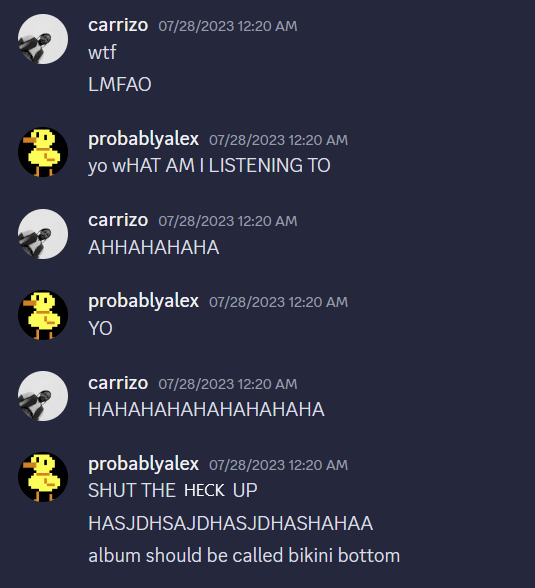 carrizo 07/28/2023 12:20 AM
wtf
LMFAO
probablyalex 07/28/2023 12:20 AM
yo wHAT AM I LISTENING TO
carrizo 07/28/2023 12:20 AM
AHHAHAHAHA
probablyalex 07/28/2023 12:20 AM
YO
carrizo 07/28/2023 12:20 AM
HAHAHAHAHAHAHAHAHA
probablyalex 07/28/2023 12:20 AM
SHUT THE HECK UP
HASJDHSAJDHASJDHASHAHAA
album should be called bikini bottom